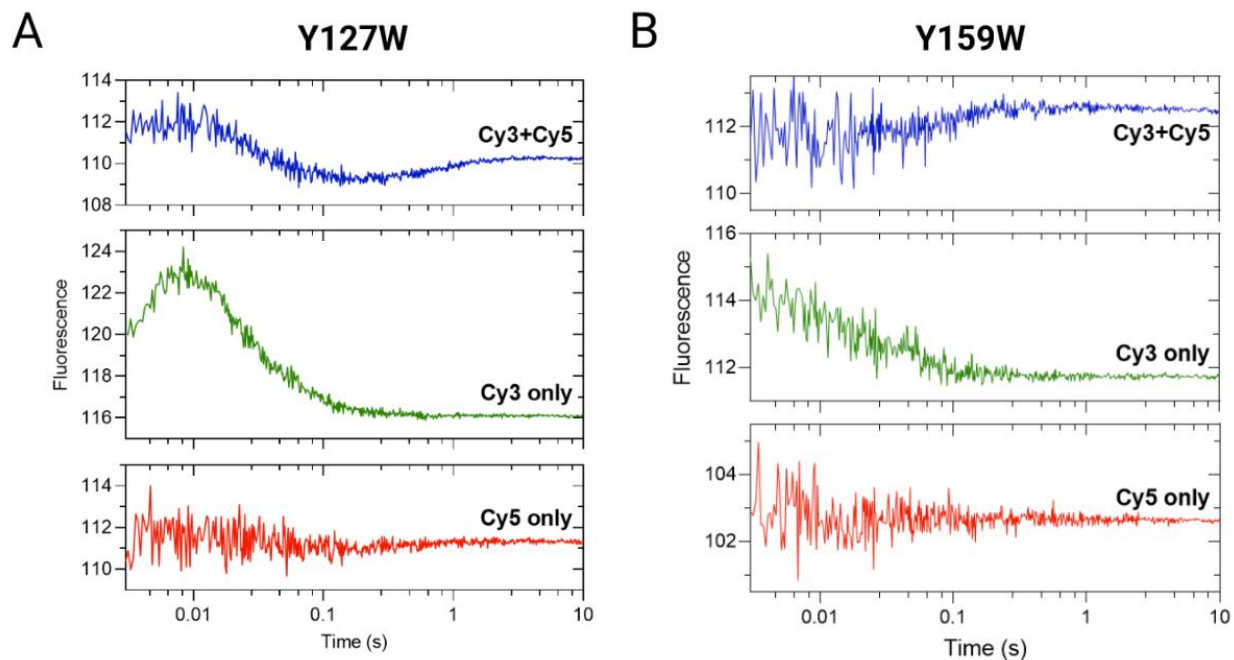 A
Y127W
114
112
110
108
Cy3+Cy5
Fluorescence
124
122
120
118
116
Cy3 only
114
112
110
Cy5 only
0.01
0.1
1
10
Time (s)
B
Y159W
112
110
Cy3+Cy5
Fluorescence
116
114
112
Cy3 only
104
102
Cy5 only
0.01
0.1
1
10
Time (s)